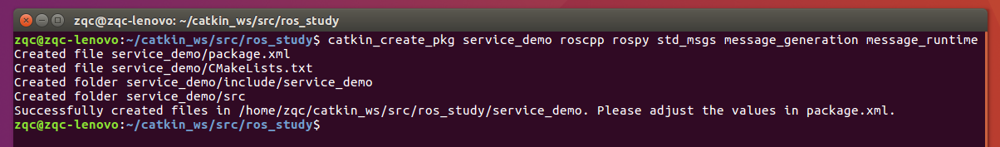 zqc@zqc-lenovo: ~/catkin_ws/src/ros_study
zqc@zqc-lenovo:~/catkin_ws/src/ros_study$ catkin_create_pkg service_demo roscpp rospy std_msgs message_generation message_runtime
Created file service_demo/package.xml
Created file service_demo/CMakeLists.txt
Created folder service_demo/include/service_demo
Created folder service_demo/src
Successfully created files in /home/zqc/catkin_ws/src/ros_study/service_demo. Please adjust the values in package.xml.
zqc@zqc-lenovo:~/catkin_ws/src/ros_study$